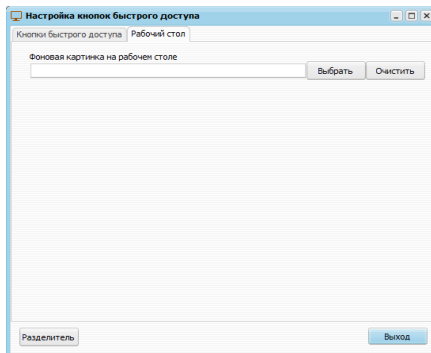 Настройка кнопок быстрого доступа
Кнопки быстрого доступа Рабочий стол
Фоновая картинка на рабочем столе
Выбрать Очистить
Разделитель Выход